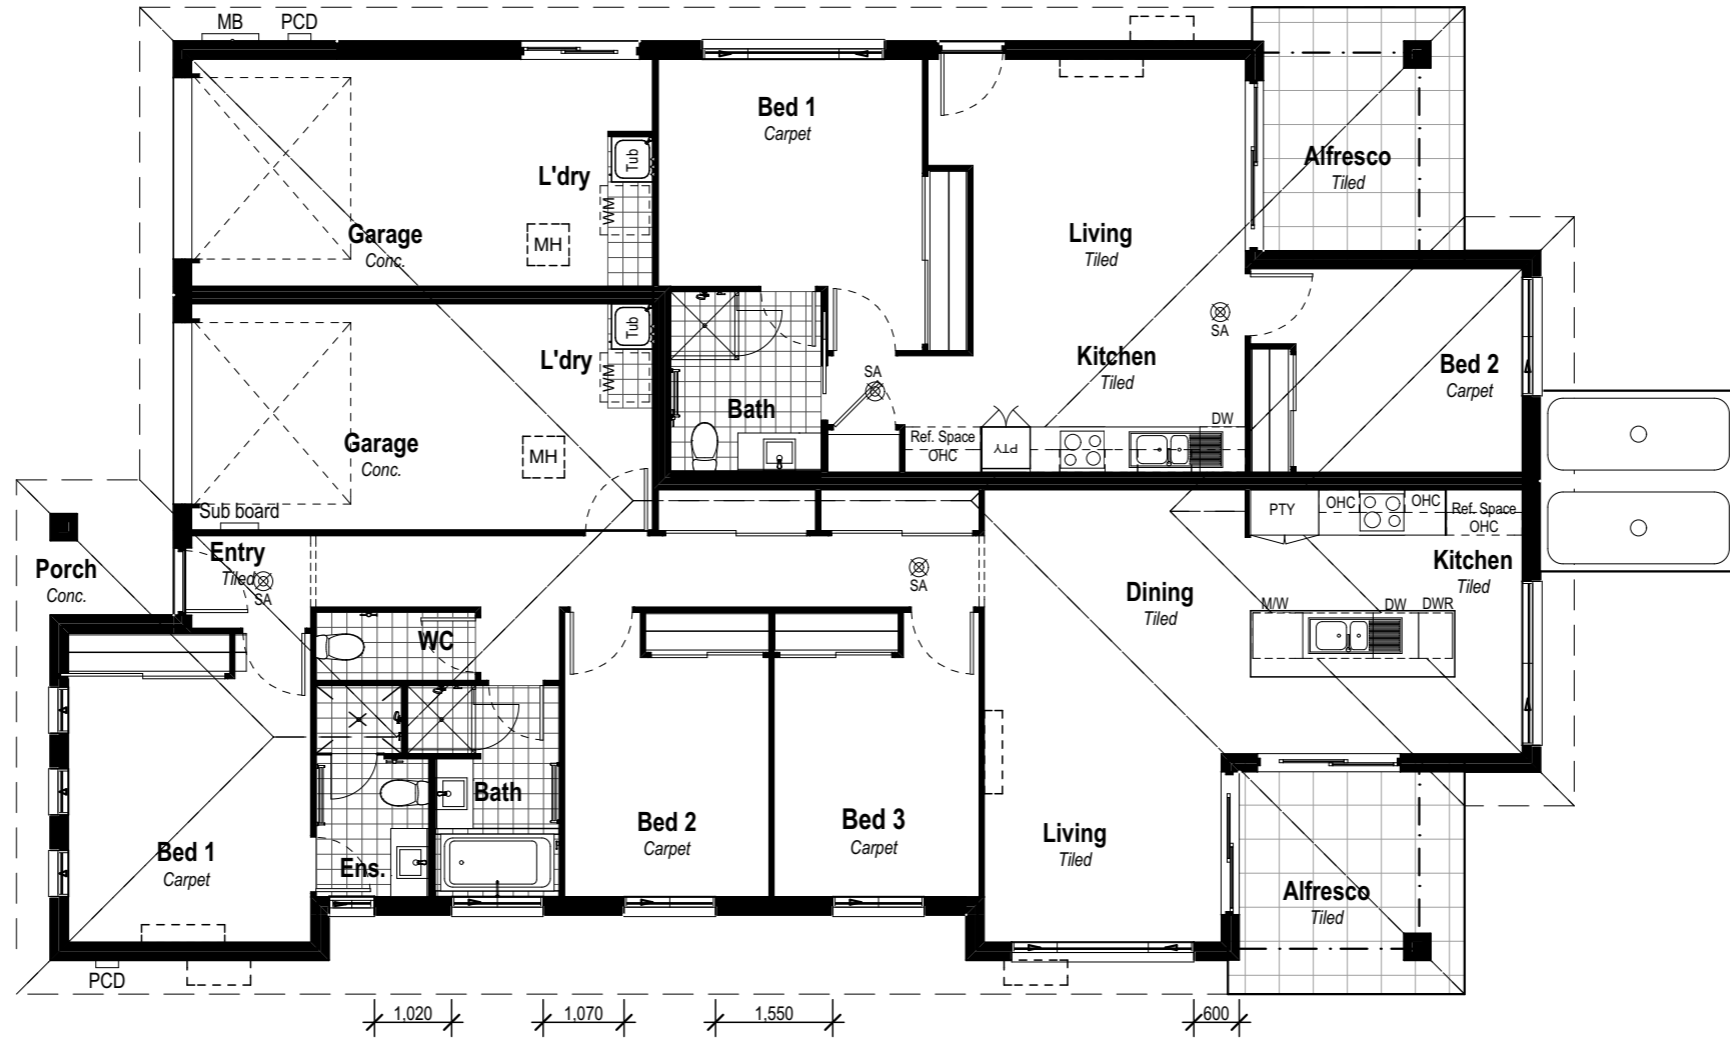 MB
PCD
Bed 1
Carpet
Alfresco
Tiled
Tub
L'dry
WM
Garage
Conc.
MH
Living
Tiled
SA
Kitchen
Tiled
Bed 2
Carpet
Tub
L'dry
WM
SA
Bath
Garage
Conc.
MH
Ref. Space
OHC
PTY
DW
Sub board
PTY
OHC
OHC
Ref. Space
OHC
Entry
Tiled
SA
Porch
Conc.
SA
Kitchen
Tiled
Dining
Tiled
M/W
DW
DWR
WC
Bath
Bed 2
Carpet
Bed 3
Carpet
Living
Tiled
Bed 1
Carpet
Ens.
Alfresco
Tiled
PCD
1,020
1,070
1,550
600